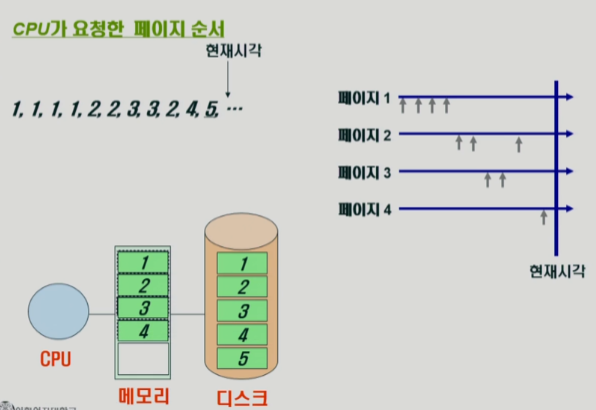 CPU가 요청한 페이지 순서
현재시각
1, 1, 1, 1, 2, 2, 3, 3, 2, 4, 5, ⋯
페이지 1
페이지 2
페이지 3
페이지 4
현재시각
1
2
3
4
1
2
3
4
5
CPU
메모리
디스크